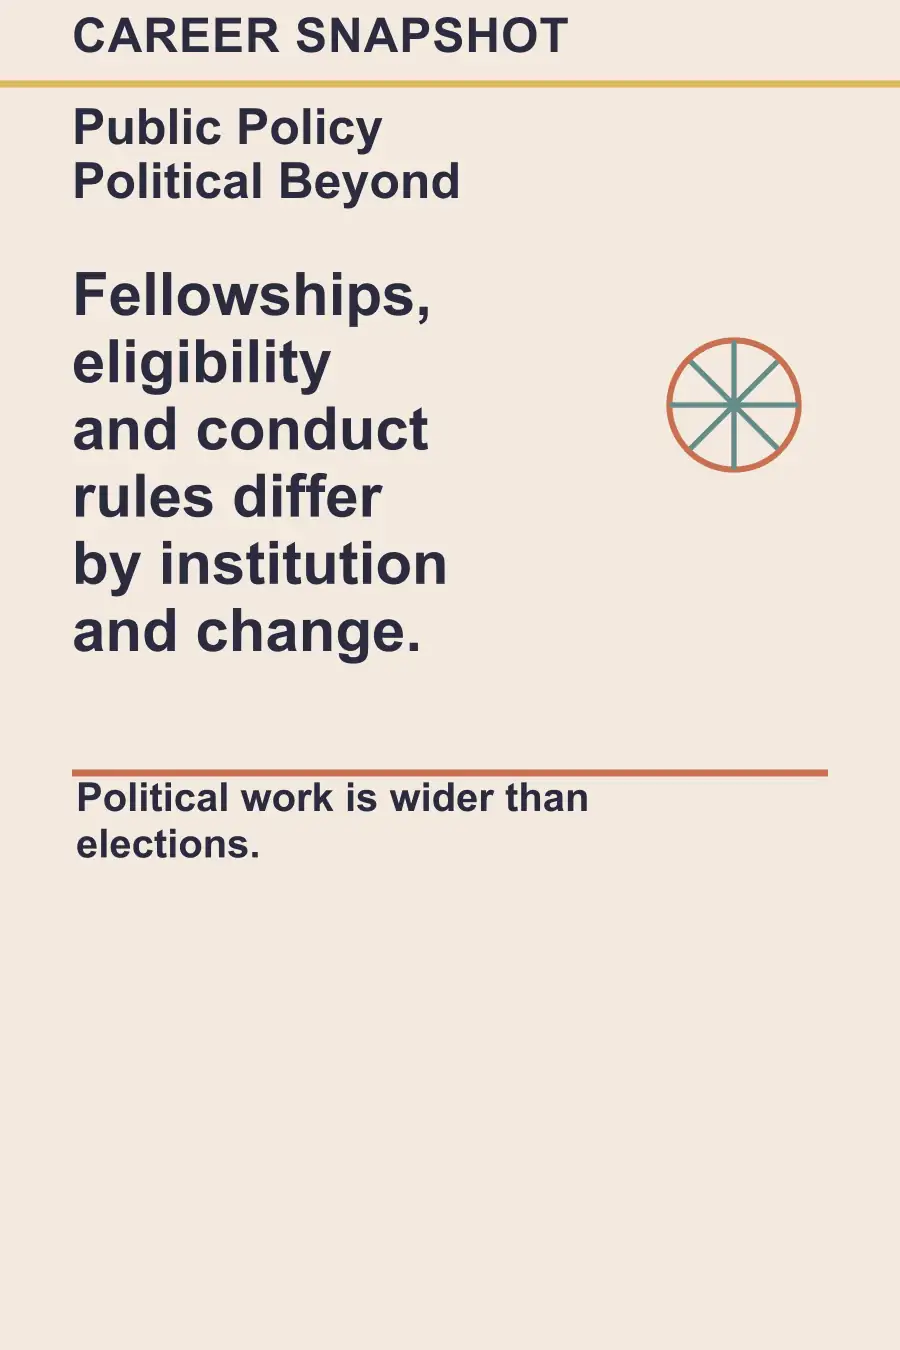 CAREER SNAPSHOT
Public Policy
Political Beyond
Fellowships,
eligibility
and conduct
rules differ
by institution
and change.
Political work is wider than
elections.